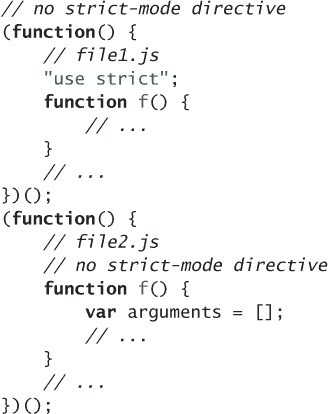 // no strict-mode directive
(function() {
    // file1.js
    "use strict";
    function f() {
        // ...
    }
    // ...
})();
(function() {
    // file2.js
    // no strict-mode directive
    function f() {
        var arguments = [];
        // ...
    }
    // ...
})();